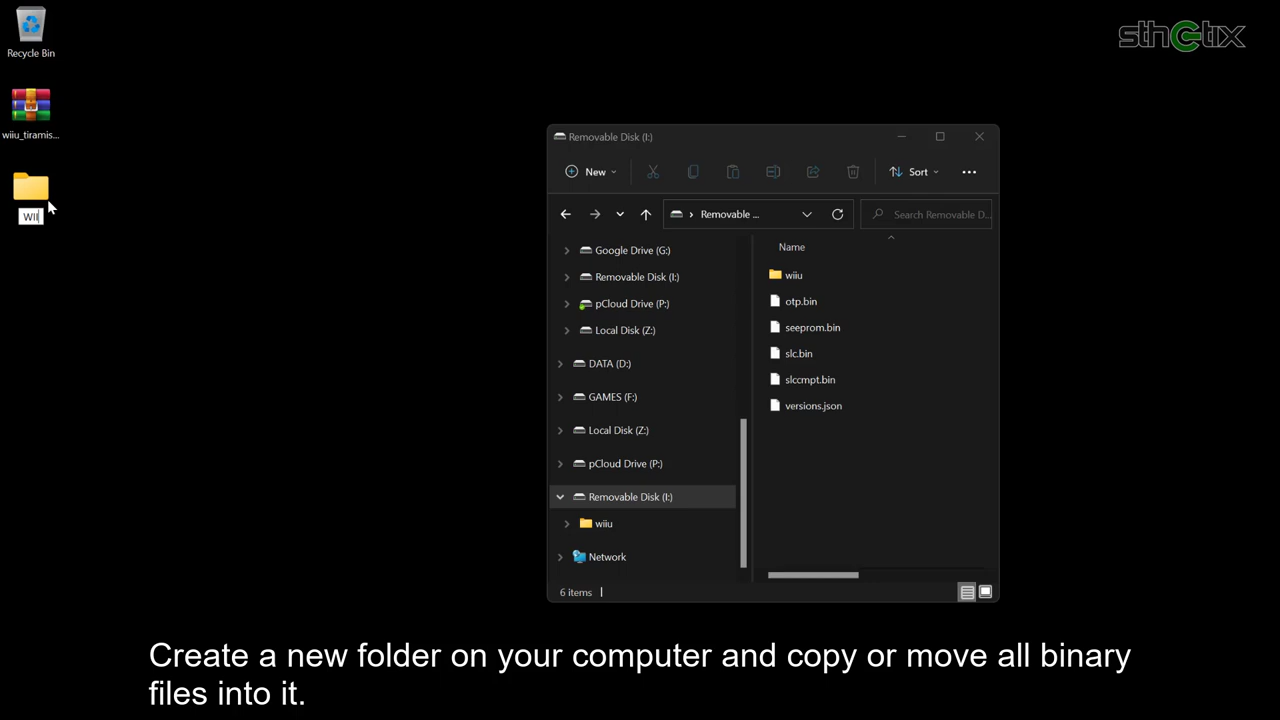 sthetix
Recycle Bin
wiiu_tiramis...
WII
Removable Disk (I:)
New
Sort
Removable ...
Search Removable D...
Google Drive (G:)
Removable Disk (I:)
pCloud Drive (P:)
Local Disk (Z:)
DATA (D:)
GAMES (F:)
Local Disk (Z:)
pCloud Drive (P:)
Removable Disk (I:)
wiiu
Network
Name
wiiu
otp.bin
seeprom.bin
slc.bin
slccmpt.bin
versions.json
6 items
Create a new folder on your computer and copy or move all binary
files into it.